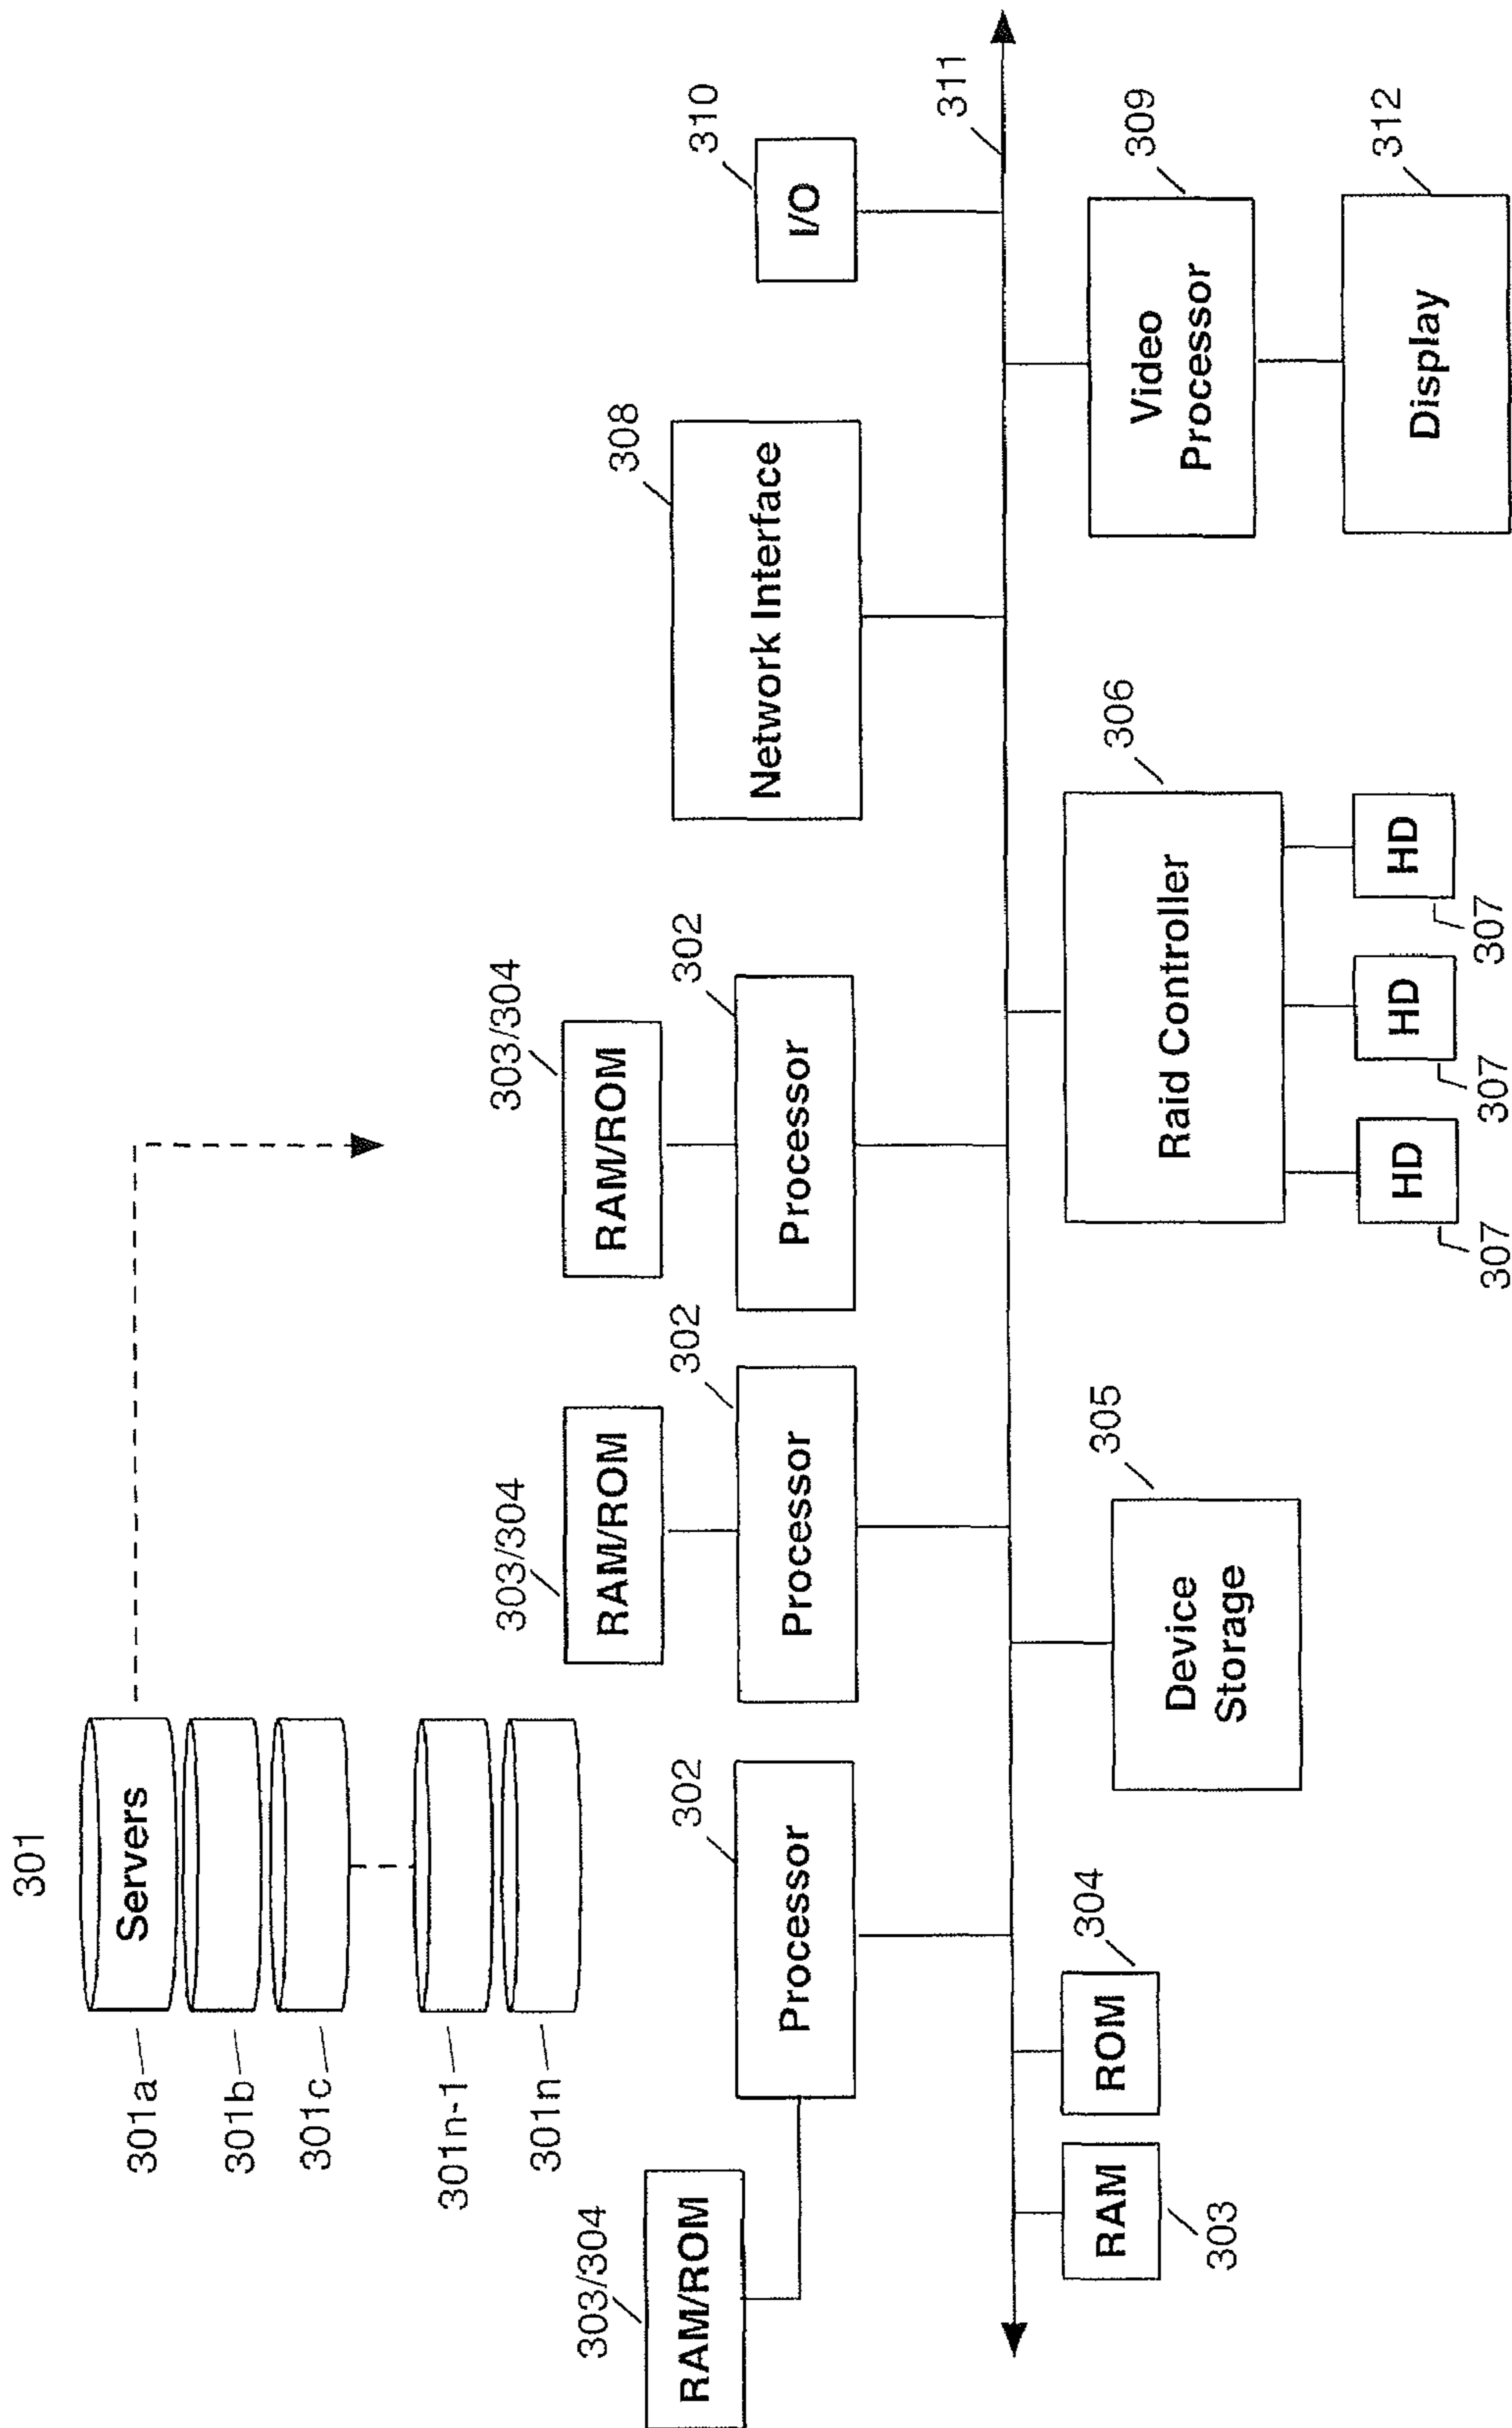 301
Servers
301a
301b
301c
301n-1
301n
303/304
RAM/ROM
302
Processor
303/304
RAM/ROM
302
Processor
303/304
RAM/ROM
302
Processor
308
Network Interface
310
I/O
311
303
RAM
304
ROM
305
Device
Storage
306
Raid Controller
HD
307
HD
307
HD
307
309
Video
Processor
312
Display